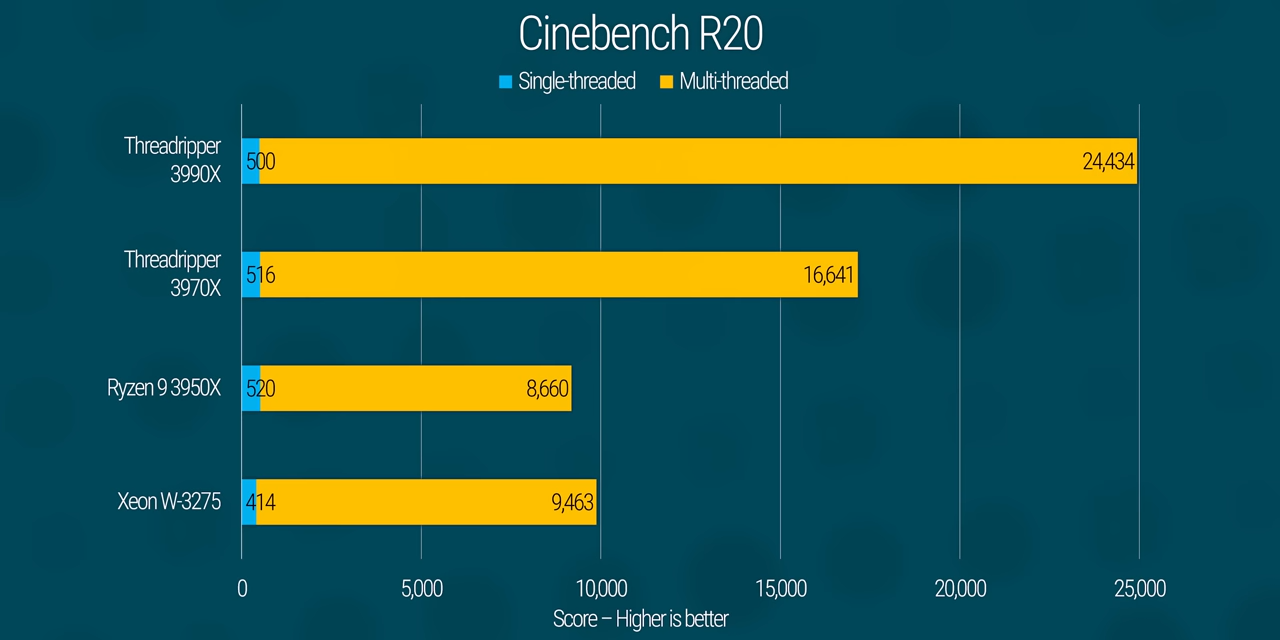 Cinebench R20
Single-threaded Multi-threaded
Threadripper
3990X
500 24,434
Threadripper
3970X
516 16,641
Ryzen 9 3950X 520 8,660
Xeon W-3275 414 9,463
0 5,000 10,000 15,000 20,000 25,000
Score – Higher is better